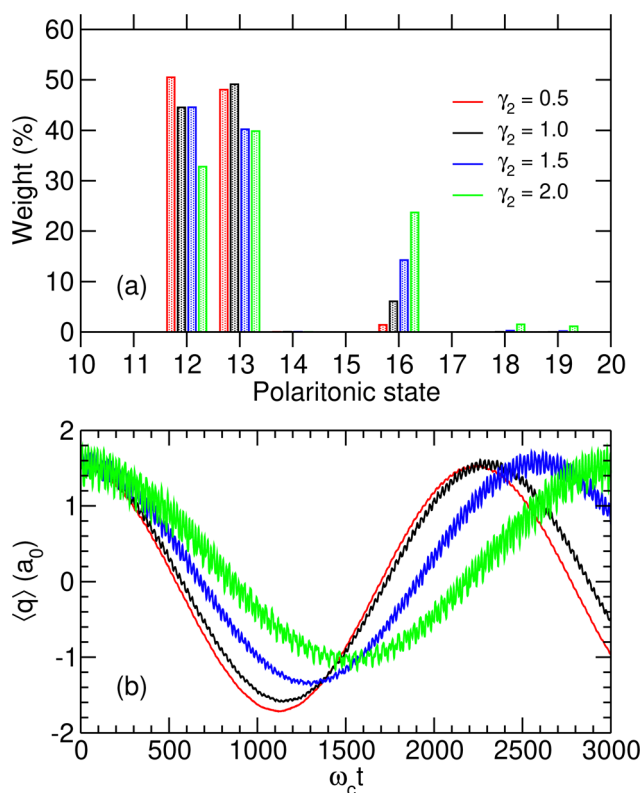 60
50
40
30
20
10
0
Weight (%)
γ₂ = 0.5
γ₂ = 1.0
γ₂ = 1.5
γ₂ = 2.0
(a)
10 11 12 13 14 15 16 17 18 19 20
Polaritonic state
2
1
0
-1
-2
⟨q⟩ (a₀)
(b)
0 500 1000 1500 2000 2500 3000
ω꜀t